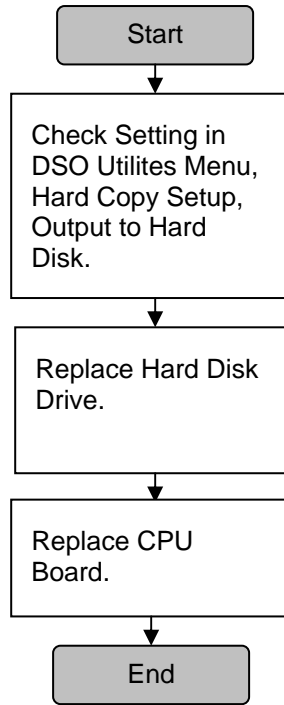 Start
Check Setting in
DSO Utilites Menu,
Hard Copy Setup,
Output to Hard
Disk.
Replace Hard Disk
Drive.
Replace CPU
Board.
End